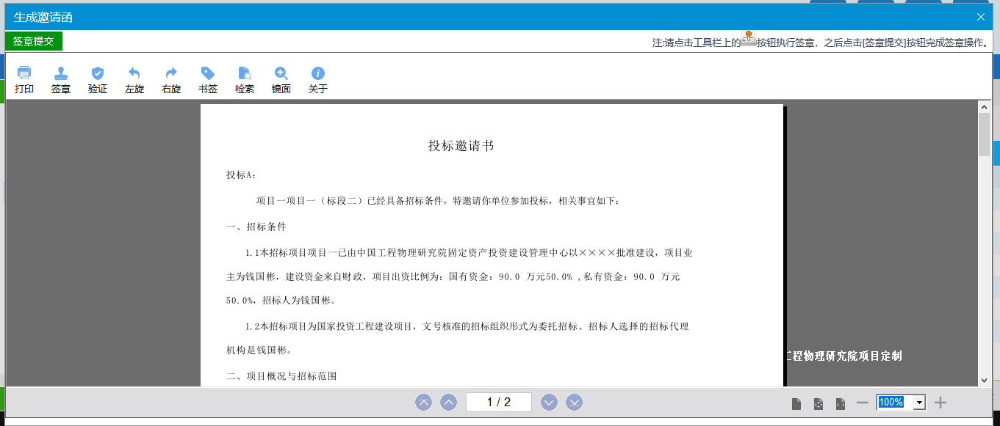 生成邀请函
签章提交
注:请点击工具栏上的按钮执行签章，之后点击[签章提交]按钮完成签章操作。
打印 签章 验证 左旋 右旋 书签 检索 镜面 关于
投标邀请书
投标A:
项目一项目一（标段二）已经具备招标条件，特邀请你单位参加投标，相关事宜如下:
一、招标条件
1.1本招标项目项目一已由中国工程物理研究院固定资产投资建设管理中心以××××批准建设，项目业
主为钱国彬，建设资金来自财政，项目出资比例为: 国有资金: 90.0 万元50.0% ,私有资金: 90.0 万元
50.0%，招标人为钱国彬。
1.2本招标项目为国家投资工程建设项目，文号核准的招标组织形式为委托招标。招标人选择的招标代理
机构是钱国彬。
工程物理研究院项目定制
二、项目概况与招标范围
1 / 2
100%